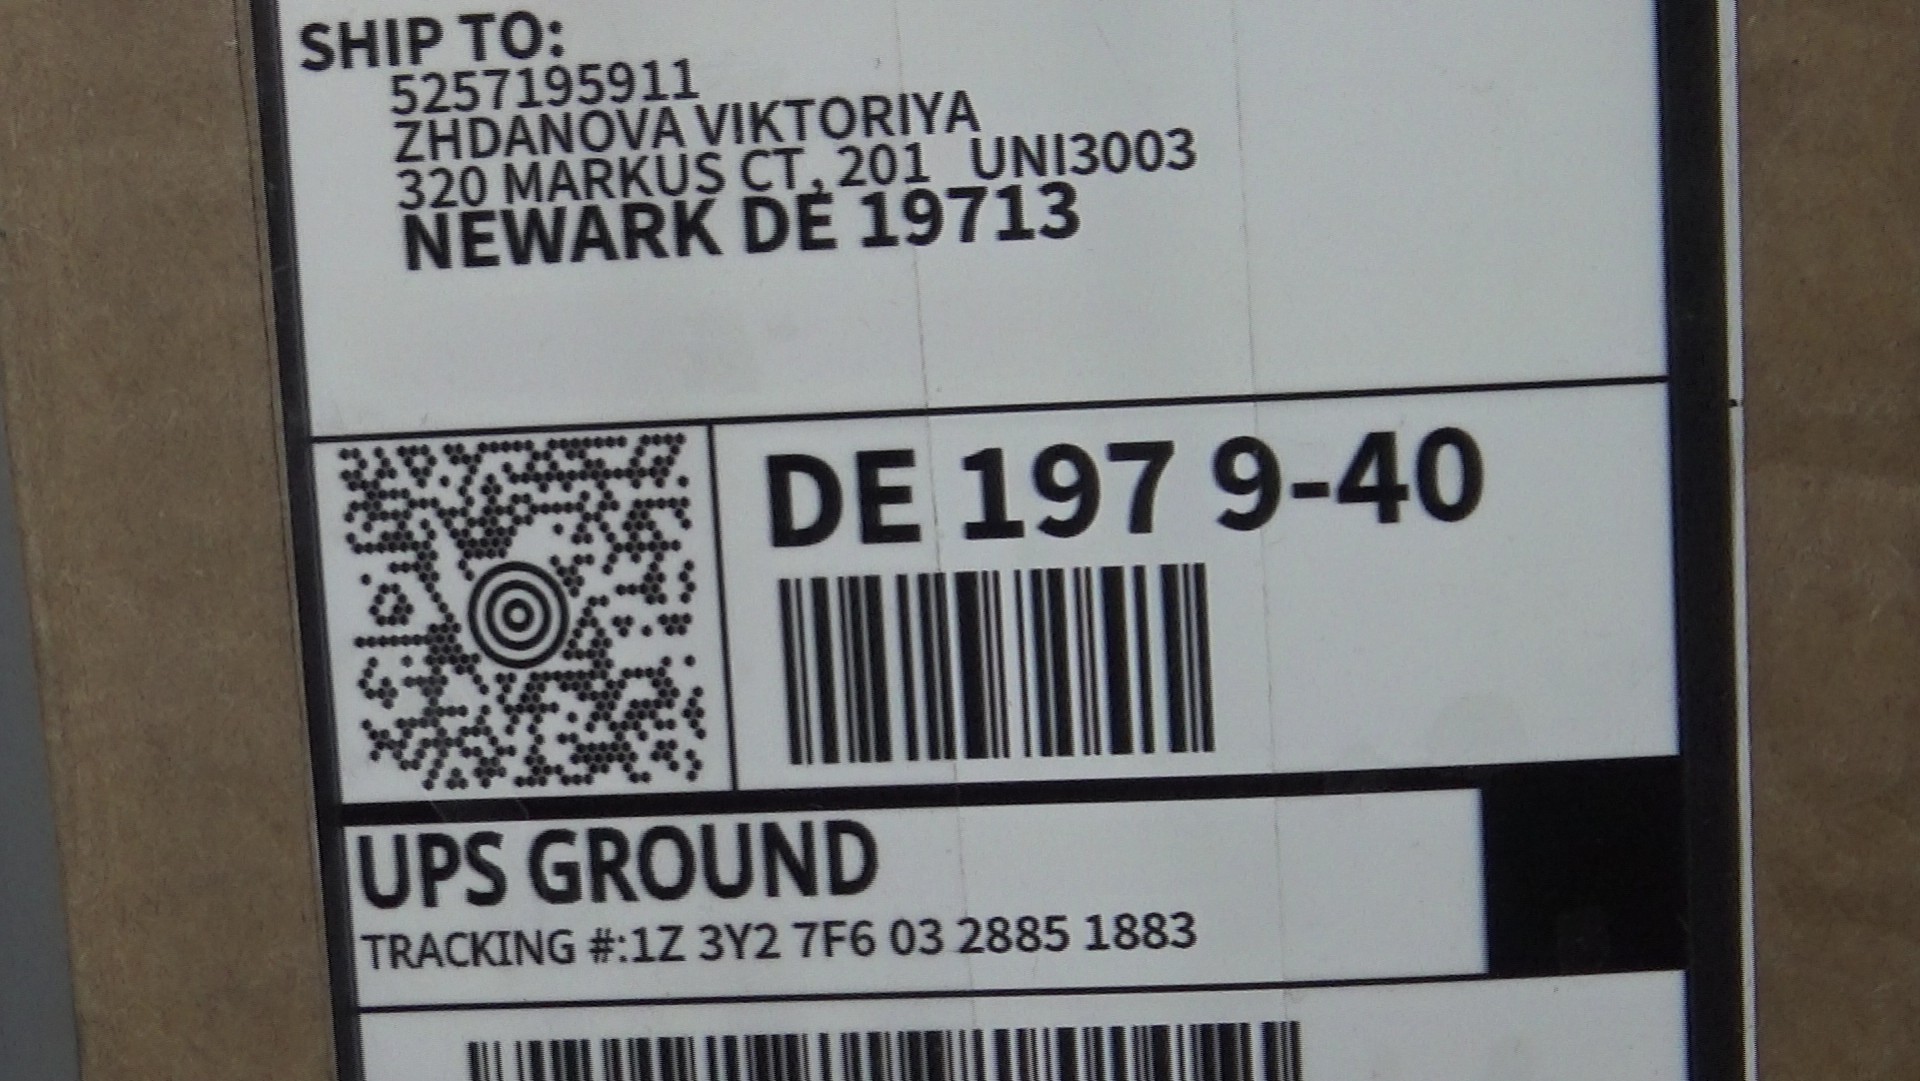 SHIP TO:
5257195911
ZHDANOVA VIKTORIYA
320 MARKUS CT, 201 UNI3003
NEWARK DE 19713
DE 197 9-40
UPS GROUND
TRACKING #:1Z 3Y2 7F6 03 2885 1883